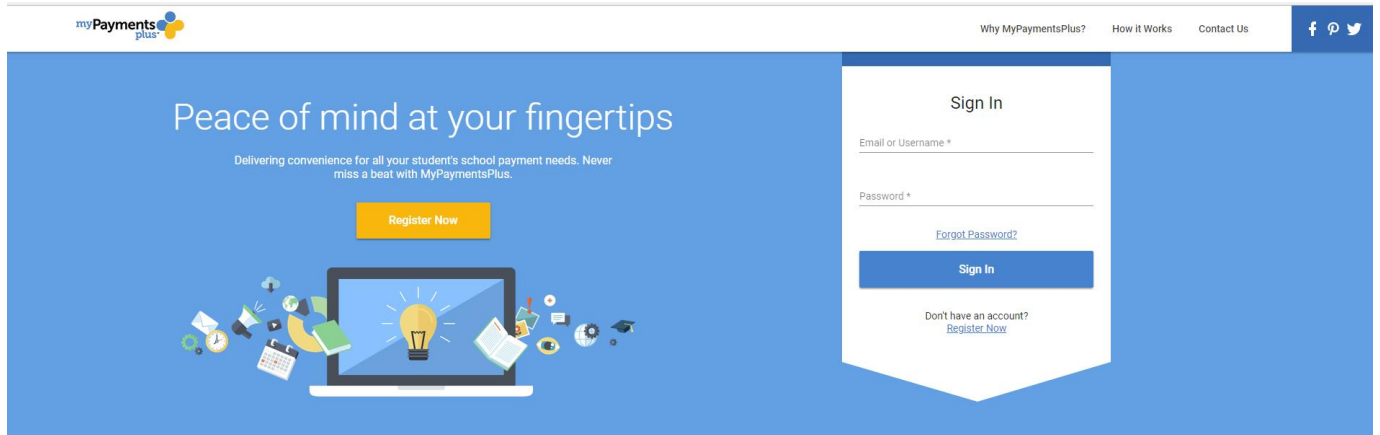 myPayments
plus
Why MyPaymentsPlus? How it Works Contact Us
Peace of mind at your fingertips
Delivering convenience for all your student's school payment needs. Never
miss a beat with MyPaymentsPlus.
Register Now
Sign In
Email or Username *
Password *
Forgot Password?
Sign In
Don't have an account?
Register Now